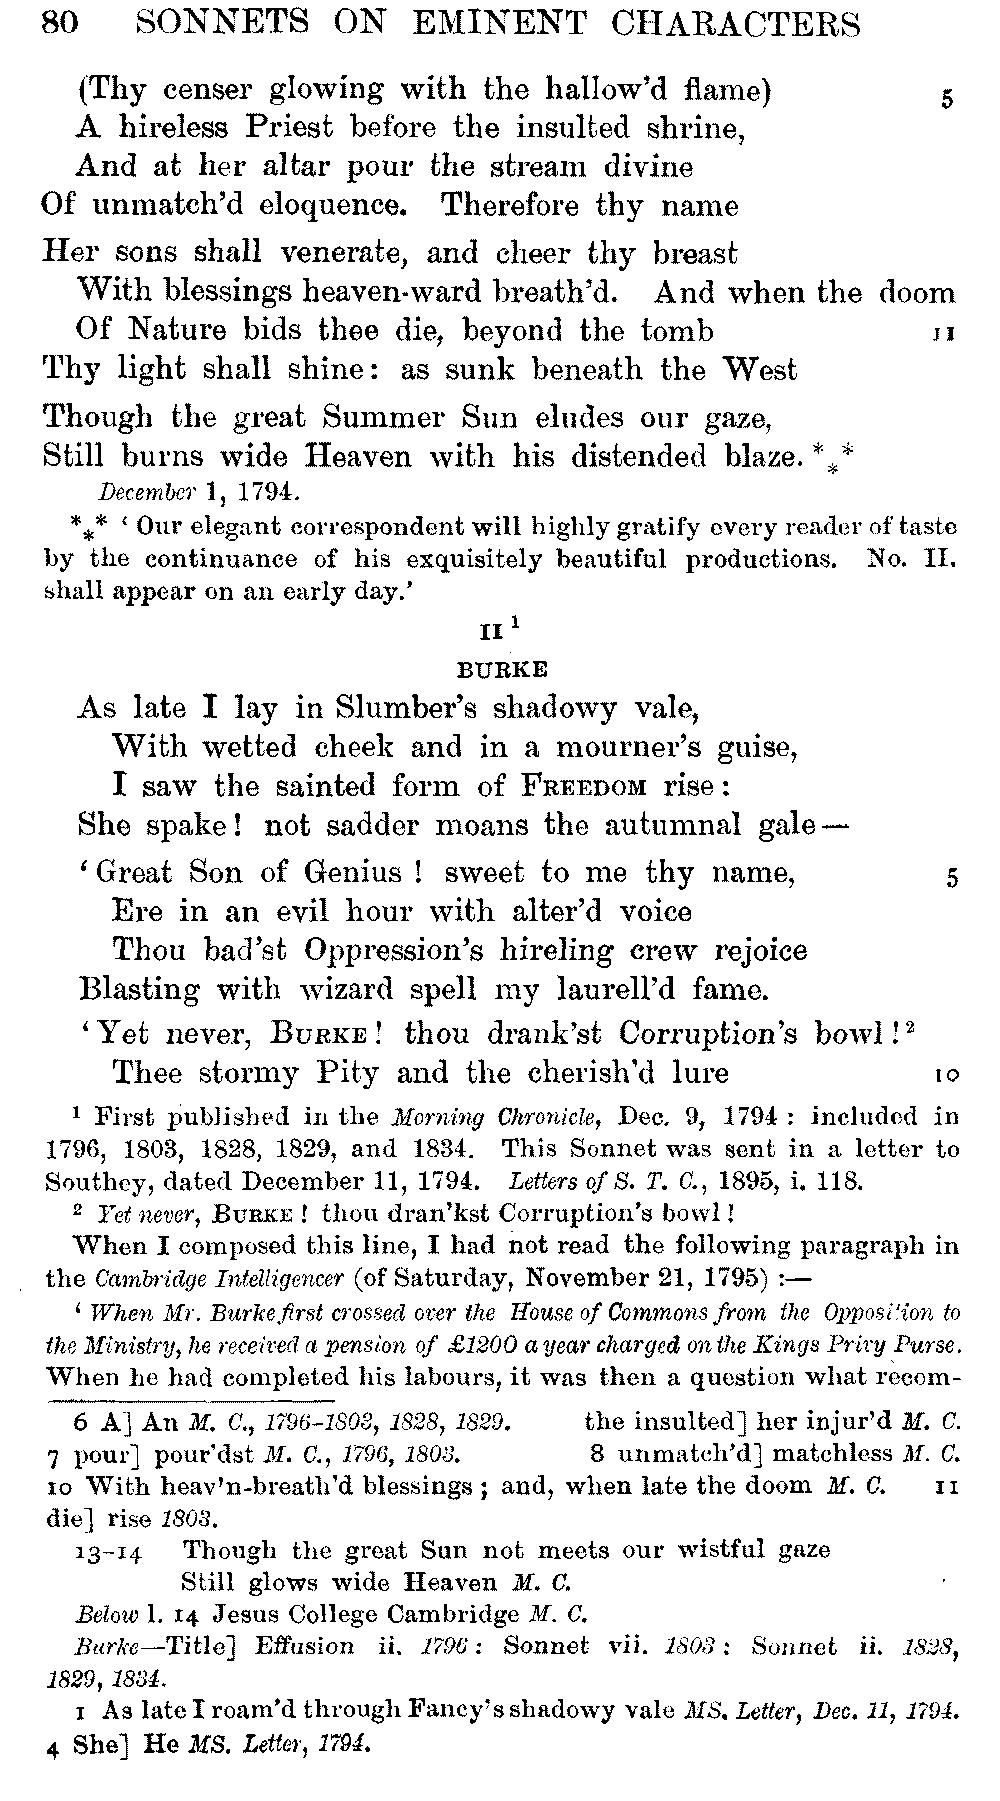 80 SONNETS ON EMINENT CHARACTERS
(Thy censer glowing with the hallow'd flame) 5
A hireless Priest before the insulted shrine,
And at her altar pour the stream divine
Of unmatch'd eloquence. Therefore thy name
Her sons shall venerate, and cheer thy breast
With blessings heaven-ward breath'd. And when the doom
Of Nature bids thee die, beyond the tomb 11
Thy light shall shine: as sunk beneath the West
Though the great Summer Sun eludes our gaze,
Still burns wide Heaven with his distended blaze. *⁎*
December 1, 1794.
*⁎* ‘Our elegant correspondent will highly gratify every reader of taste
by the continuance of his exquisitely beautiful productions. No. II.
shall appear on an early day.’
II ¹
BURKE
As late I lay in Slumber's shadowy vale,
With wetted cheek and in a mourner's guise,
I saw the sainted form of FREEDOM rise:
She spake! not sadder moans the autumnal gale—
‘Great Son of Genius! sweet to me thy name, 5
Ere in an evil hour with alter'd voice
Thou bad'st Oppression's hireling crew rejoice
Blasting with wizard spell my laurell'd fame.
‘Yet never, BURKE! thou drank'st Corruption's bowl!²
Thee stormy Pity and the cherish'd lure 10
¹ First published in the Morning Chronicle, Dec. 9, 1794: included in
1796, 1803, 1828, 1829, and 1834. This Sonnet was sent in a letter to
Southey, dated December 11, 1794. Letters of S. T. C., 1895, i. 118.
² Yet never, BURKE! thou dran'kst Corruption's bowl!
When I composed this line, I had not read the following paragraph in
the Cambridge Intelligencer (of Saturday, November 21, 1795) :—
‘When Mr. Burke first crossed over the House of Commons from the Opposition to
the Ministry, he received a pension of £1200 a year charged on the Kings Privy Purse.
When he had completed his labours, it was then a question what recom-
6 A] An M. C., 1796–1803, 1828, 1829. the insulted] her injur'd M. C.
7 pour] pour'dst M. C., 1796, 1803. 8 unmatch'd] matchless M. C.
10 With heav'n-breath'd blessings; and, when late the doom M. C. 11
die] rise 1803.
13–14 Though the great Sun not meets our wistful gaze
Still glows wide Heaven M. C.
Below l. 14 Jesus College Cambridge M. C.
Burke—Title] Effusion ii. 1796: Sonnet vii. 1803: Sonnet ii. 1828,
1829, 1834.
1 As late I roam'd through Fancy's shadowy vale MS. Letter, Dec. 11, 1794.
4 She] He MS. Letter, 1794.